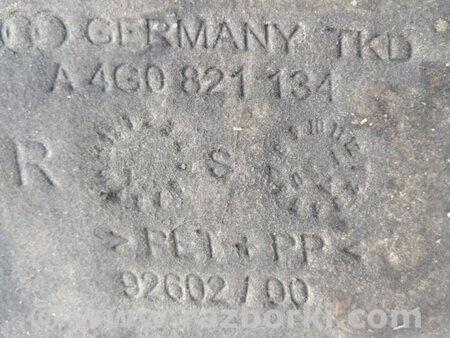 GERMANY TKD
A 4G0 821 134
R S
>PET+PP<
92602/00